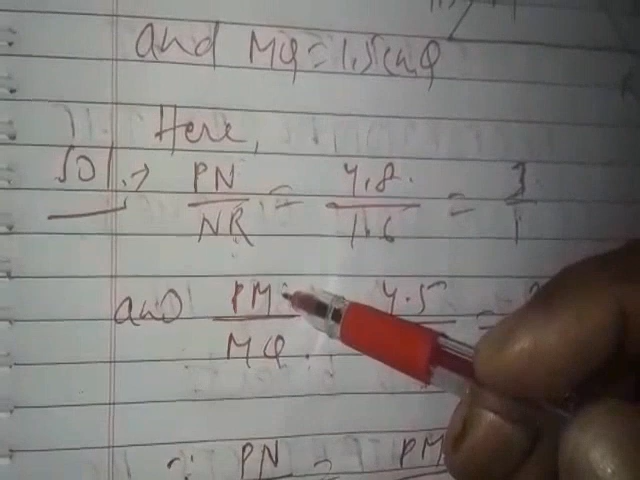 and MQ = 1.5cm Q
Here,
Sol. → PN/NR = 4.8/1.6 = 3/1
and PM/MQ 4.5 =
∵ PN/ = PM